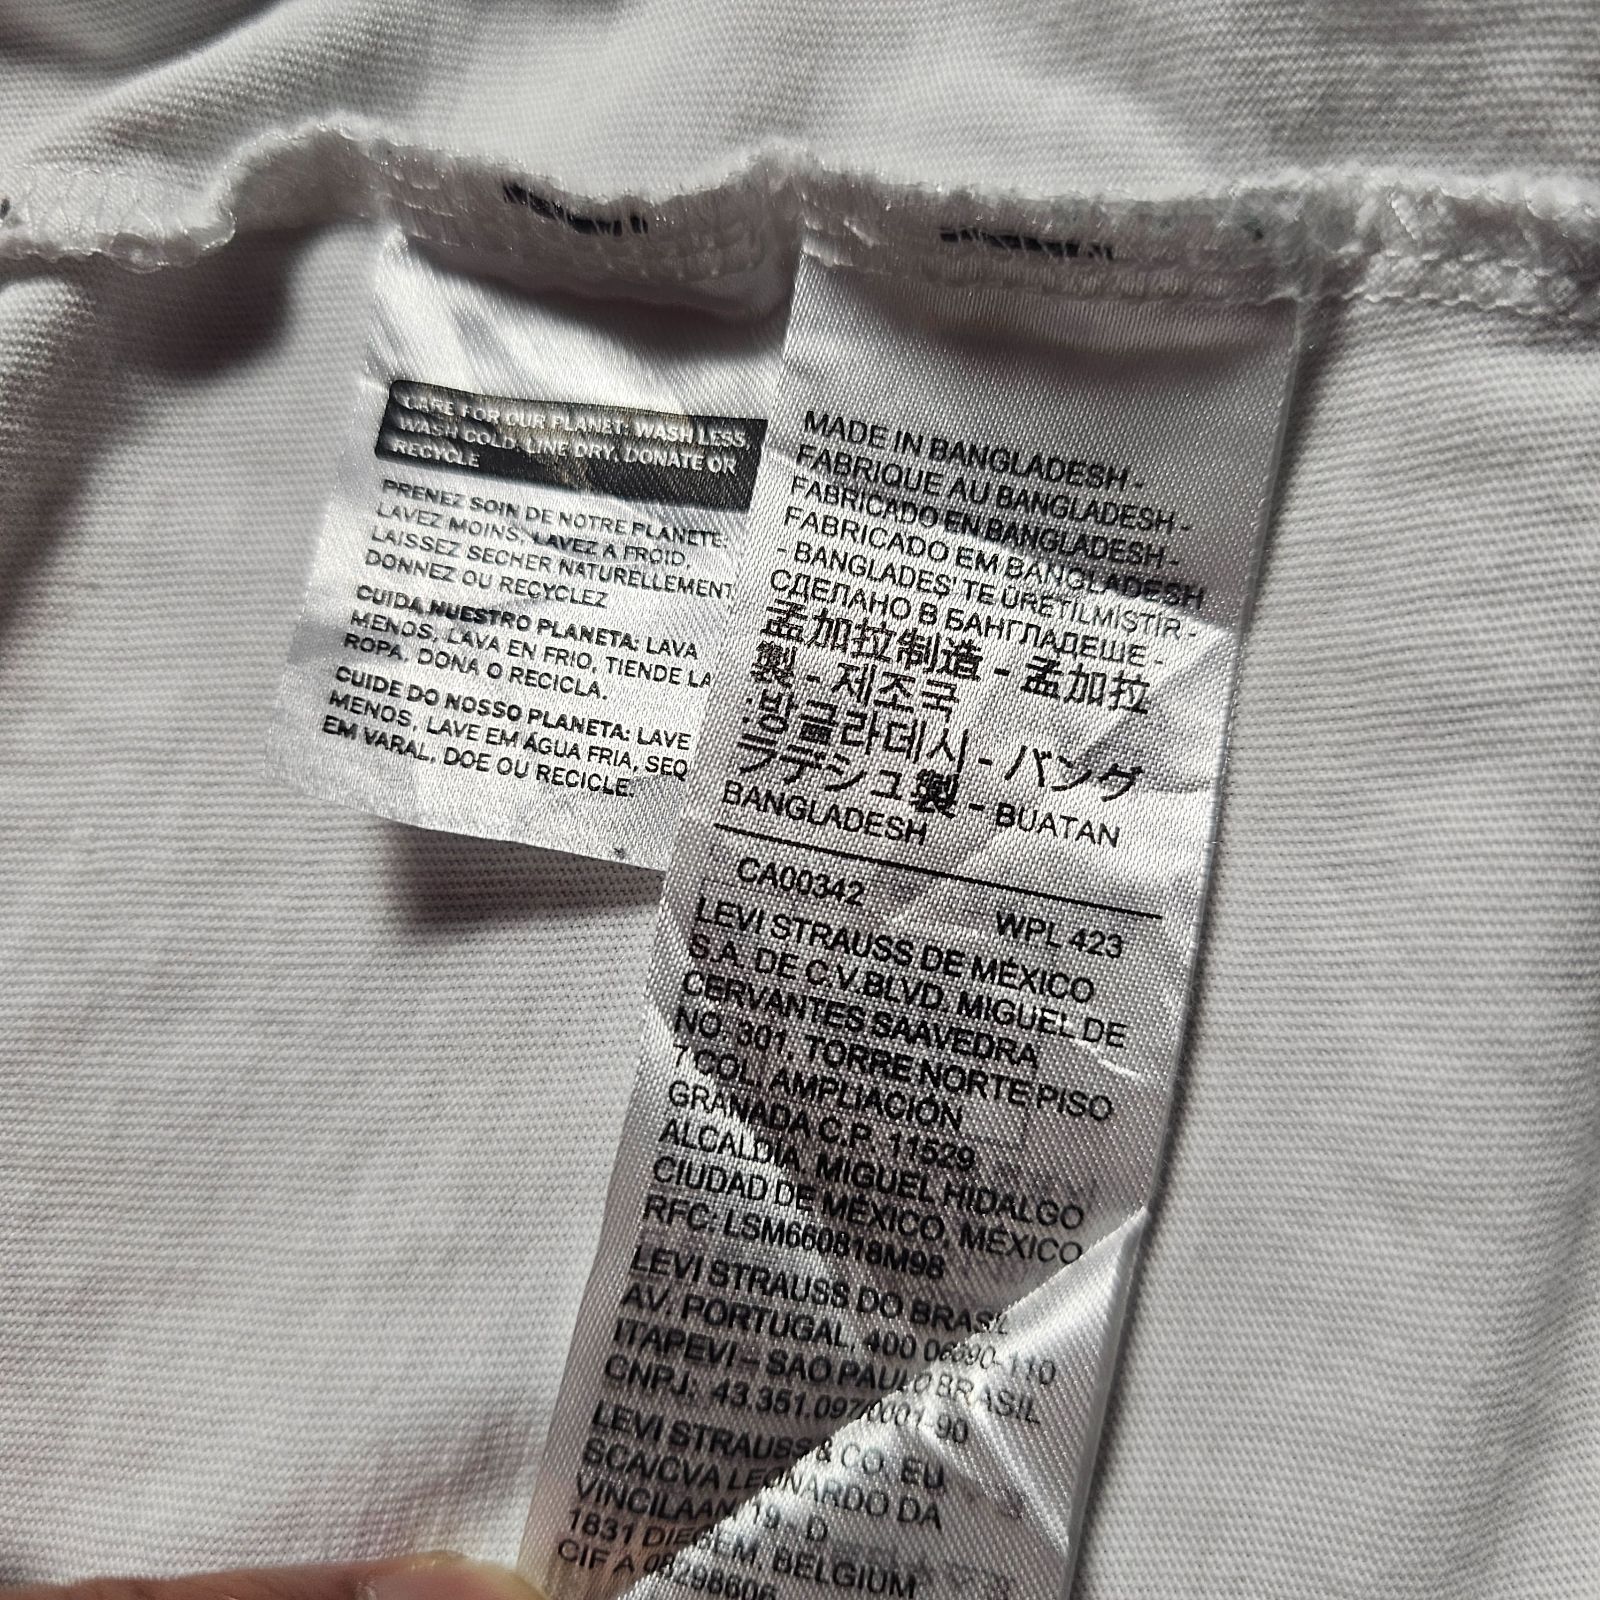 CARE FOR OUR PLANET: WASH LESS,
WASH COLD, LINE DRY, DONATE OR
RECYCLE
PRENEZ SOIN DE NOTRE PLANETE:
LAVEZ MOINS, LAVEZ A FROID,
LAISSEZ SECHER NATURELLEMENT
DONNEZ OU RECYCLEZ
CUIDA NUESTRO PLANETA: LAVA
MENOS, LAVA EN FRIO, TIENDE LA
ROPA, DONA O RECICLA.
CUIDE DO NOSSO PLANETA: LAVE
MENOS, LAVE EM ÁGUA FRIA, SEQ
EM VARAL, DOE OU RECICLE.
MADE IN BANGLADESH -
FABRIQUE AU BANGLADESH -
FABRICADO EN BANGLADESH -
FABRICADO EM BANGLADESH
- BANGLADES' TE ÜRETILMISTIR -
СДЕЛАНО В БАНГЛАДЕШЕ -
孟加拉制造 - 孟加拉
製 - 제조국
:방글라데시 - バング
ラデシュ製 - BUATAN
BANGLADESH
CA00342 WPL 423
LEVI STRAUSS DE MÉXICO
S.A. DE C.V.BLVD. MIGUEL DE
CERVANTES SAAVEDRA
NO. 301, TORRE NORTE PISO
7 COL. AMPLIACIÓN
GRANADA C.P. 11529
ALCALDÍA, MIGUEL HIDALGO
CIUDAD DE MÉXICO, MÉXICO
RFC: LSM660818M98
LEVI STRAUSS DO BRASIL
AV: PORTUGAL, 400 06690-110
ITAPEVI – SAO PAULO BRASIL
CNPJ: 43.351.097/0001-90
LEVI STRAUSS & CO. EU
SCA/CVA LEONARDO DA
VINCILAAN 19 - D
1831 DIEGEM, BELGIUM
CIF A 08298606